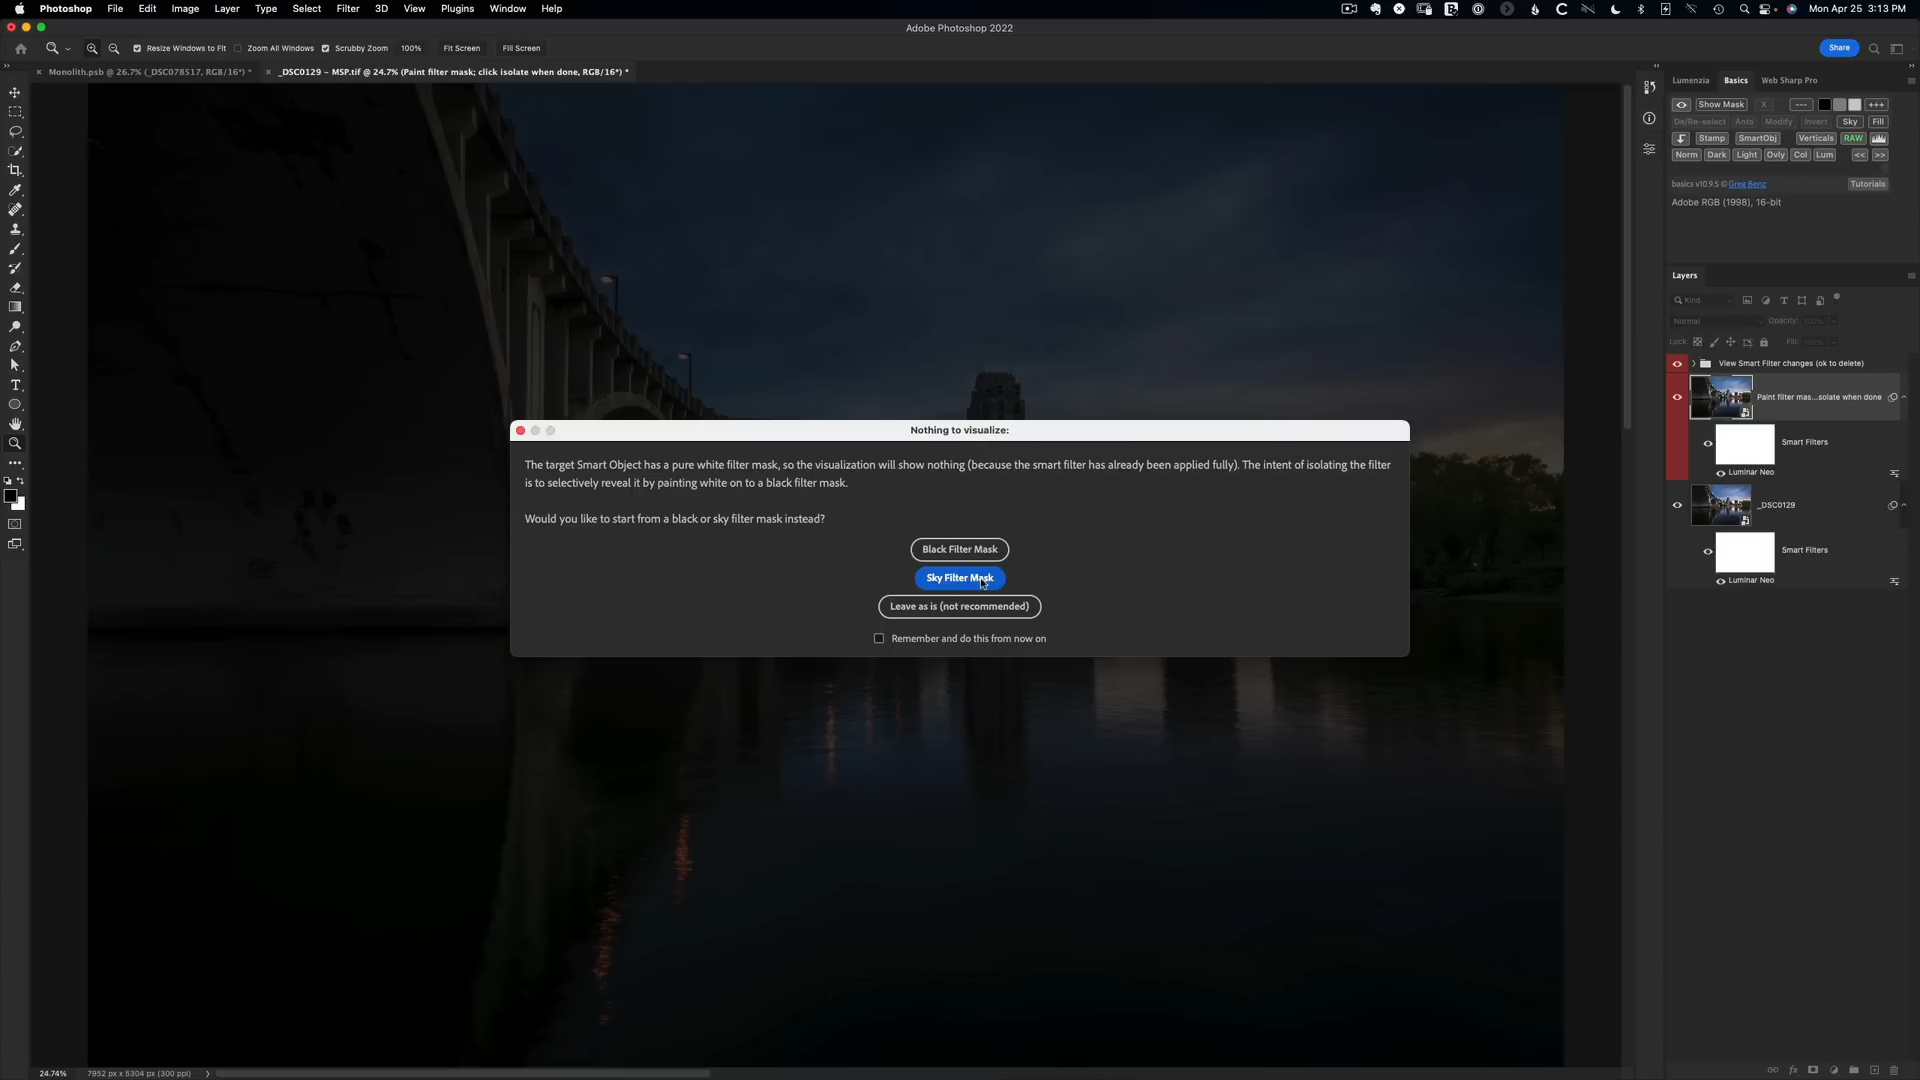 Photoshop File Edit Image Layer Type Select Filter 3D View Plugins Window Help
Mon Apr 25 3:13 PM
Adobe Photoshop 2022
Resize Windows to Fit Zoom All Windows Scrubby Zoom 100% Fit Screen Fill Screen
Share
Monolith.psb @ 26.7% (_DSC078517, RGB/16*) *
_DSC0129 – MSP.tif @ 24.7% (Paint filter mask; click isolate when done, RGB/16*) *
Lumenzia Basics Web Sharp Pro
Show Mask X --- +++
De/Re-select Ants Modify Invert Sky Fill
Stamp SmartObj Verticals RAW
Norm Dark Light Ovly Col Lum << >>
basics v10.9.5 © Greg Benz Tutorials
Adobe RGB (1998), 16-bit
Layers
Kind
Normal Opacity: 100%
Lock: Fill: 100%
View Smart Filter changes (ok to delete)
Paint filter mas...solate when done
Smart Filters
Luminar Neo
_DSC0129
Smart Filters
Luminar Neo
Nothing to visualize:
The target Smart Object has a pure white filter mask, so the visualization will show nothing (because the smart filter has already been applied fully). The intent of isolating the filter
is to selectively reveal it by painting white on to a black filter mask.
Would you like to start from a black or sky filter mask instead?
Black Filter Mask
Sky Filter Mask
Leave as is (not recommended)
Remember and do this from now on
24.74% 7952 px x 5304 px (300 ppi)